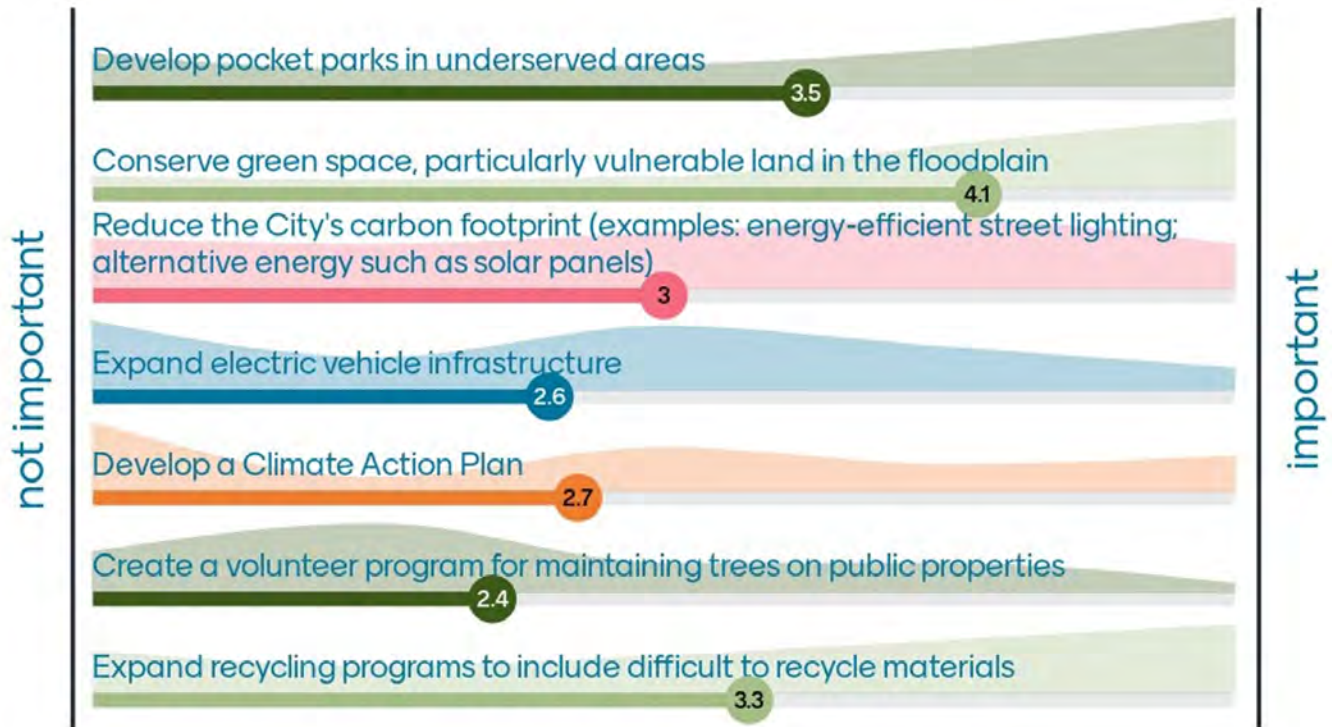 Develop pocket parks in underserved areas
3.5
Conserve green space, particularly vulnerable land in the floodplain
4.1
Reduce the City's carbon footprint (examples: energy-efficient street lighting;
alternative energy such as solar panels)
3
Expand electric vehicle infrastructure
2.6
Develop a Climate Action Plan
2.7
Create a volunteer program for maintaining trees on public properties
2.4
Expand recycling programs to include difficult to recycle materials
3.3
not important
important